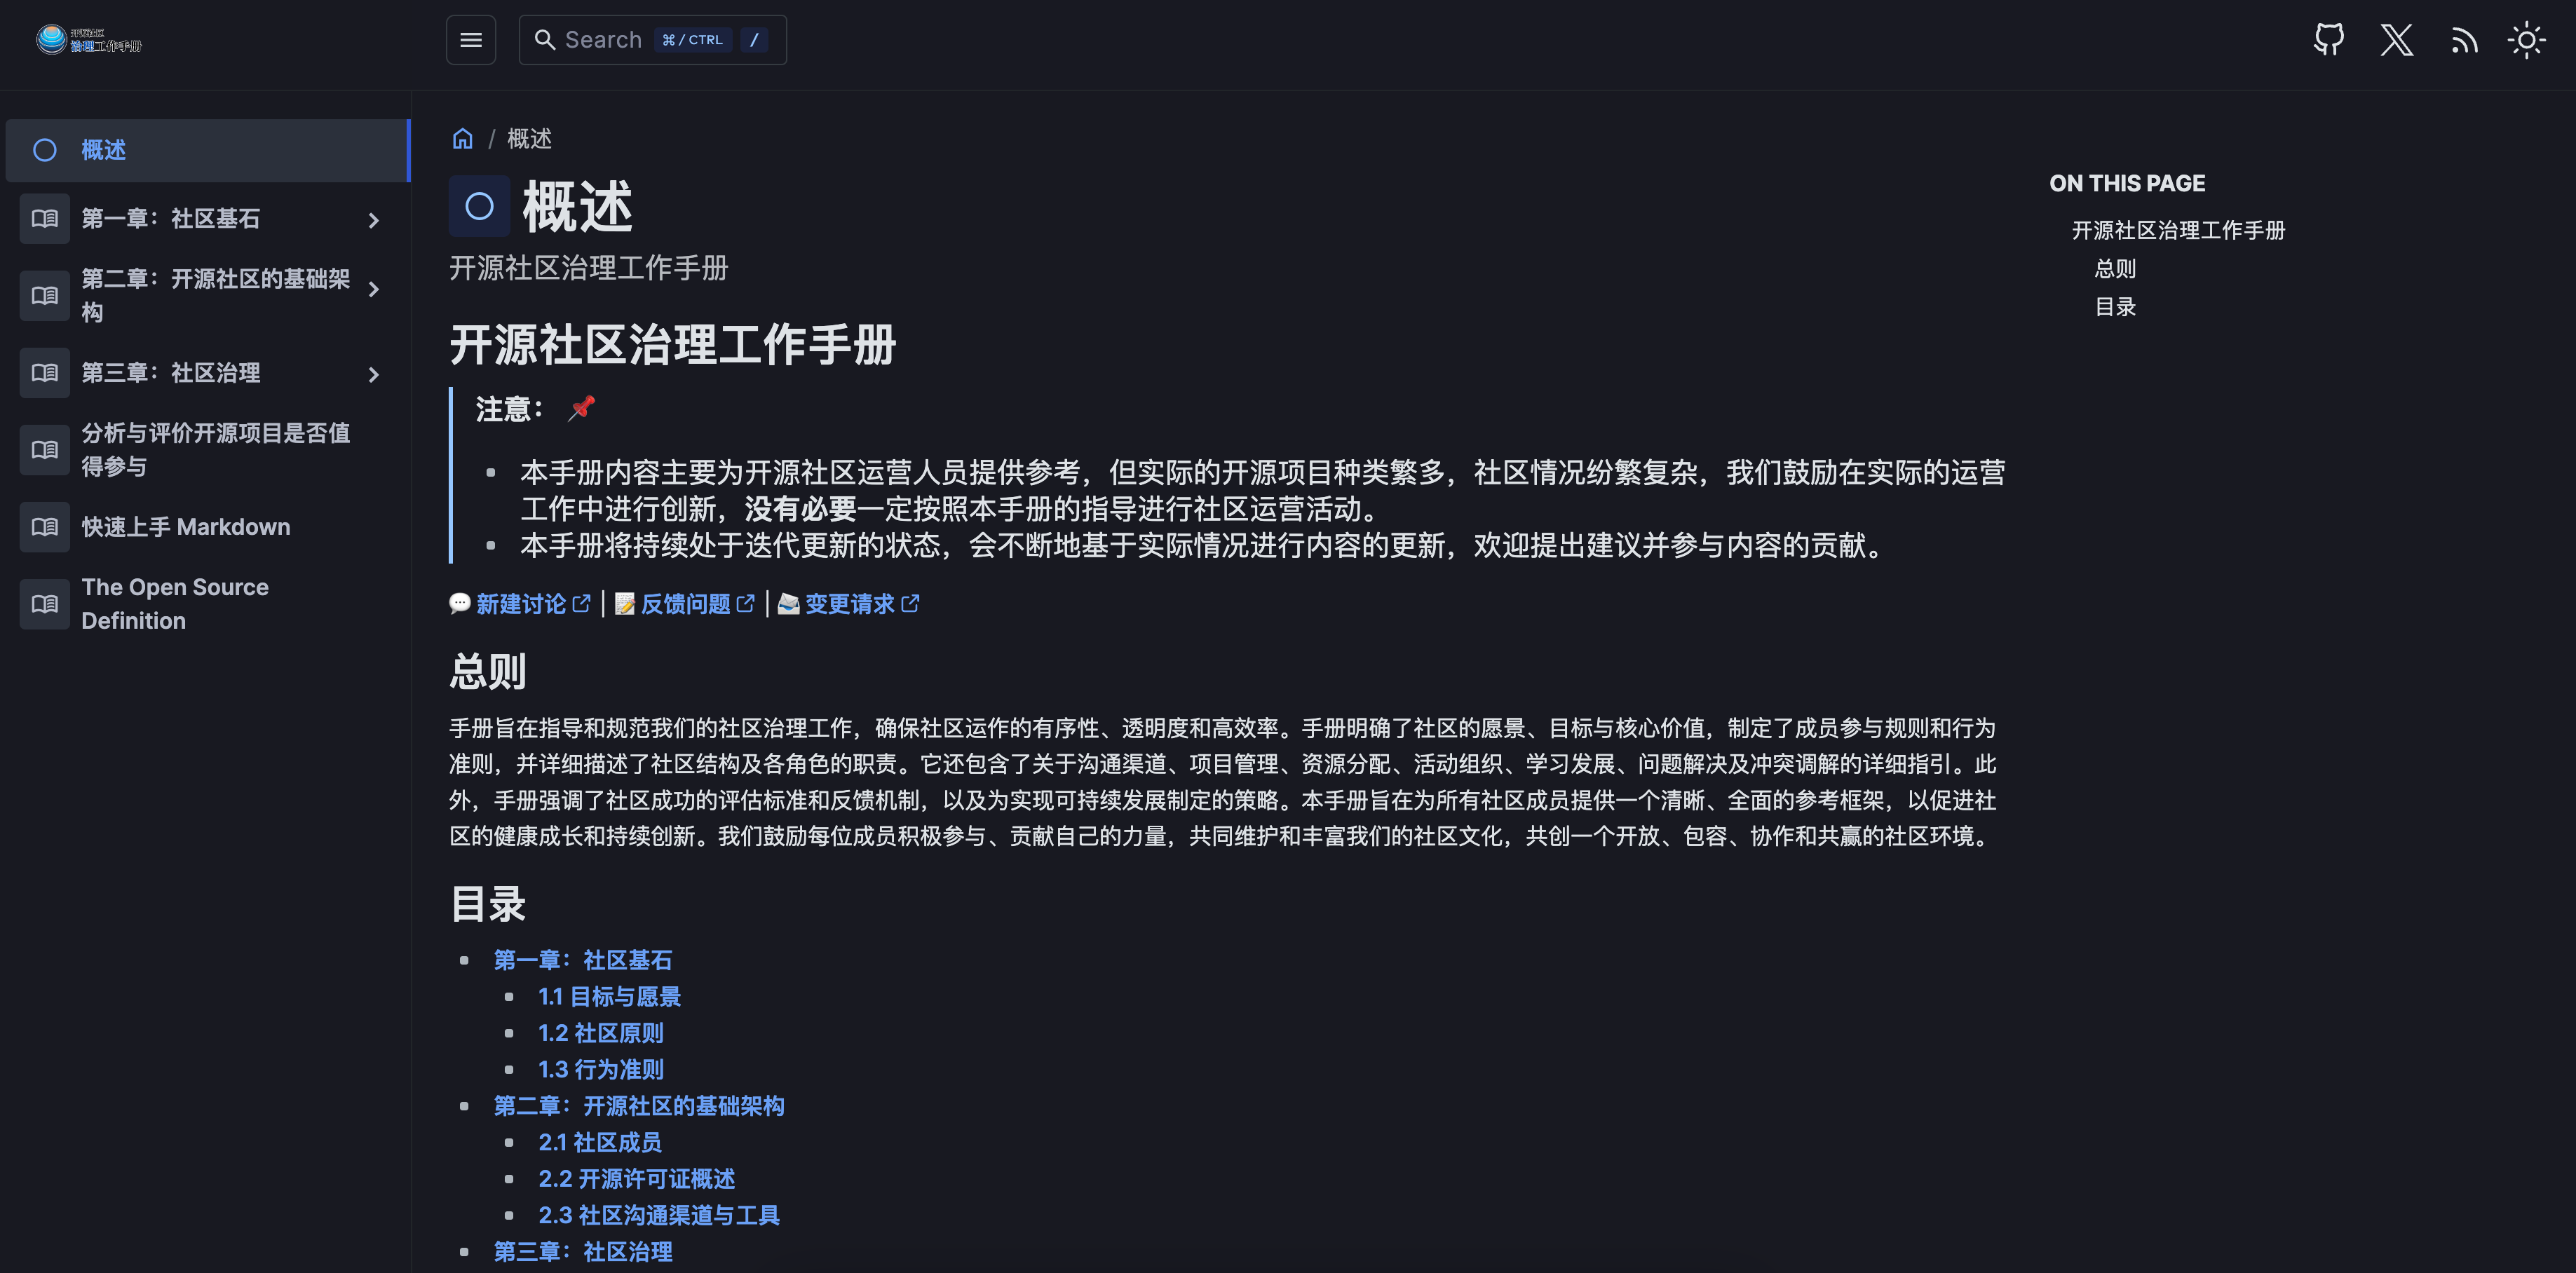 开源社区
治理工作手册
Search ⌘ / CTRL /
概述
第一章：社区基石
第二章：开源社区的基础架
构
第三章：社区治理
分析与评价开源项目是否值
得参与
快速上手 Markdown
The Open Source
Definition
/ 概述
概述
开源社区治理工作手册
开源社区治理工作手册
注意： 📌
本手册内容主要为开源社区运营人员提供参考，但实际的开源项目种类繁多，社区情况纷繁复杂，我们鼓励在实际的运营
工作中进行创新，没有必要一定按照本手册的指导进行社区运营活动。
本手册将持续处于迭代更新的状态，会不断地基于实际情况进行内容的更新，欢迎提出建议并参与内容的贡献。
💬 新建讨论 | 📝 反馈问题 | 📨 变更请求
总则
手册旨在指导和规范我们的社区治理工作，确保社区运作的有序性、透明度和高效率。手册明确了社区的愿景、目标与核心价值，制定了成员参与规则和行为
准则，并详细描述了社区结构及各角色的职责。它还包含了关于沟通渠道、项目管理、资源分配、活动组织、学习发展、问题解决及冲突调解的详细指引。此
外，手册强调了社区成功的评估标准和反馈机制，以及为实现可持续发展制定的策略。本手册旨在为所有社区成员提供一个清晰、全面的参考框架，以促进社
区的健康成长和持续创新。我们鼓励每位成员积极参与、贡献自己的力量，共同维护和丰富我们的社区文化，共创一个开放、包容、协作和共赢的社区环境。
目录
第一章：社区基石
1.1 目标与愿景
1.2 社区原则
1.3 行为准则
第二章：开源社区的基础架构
2.1 社区成员
2.2 开源许可证概述
2.3 社区沟通渠道与工具
第三章：社区治理
ON THIS PAGE
开源社区治理工作手册
总则
目录